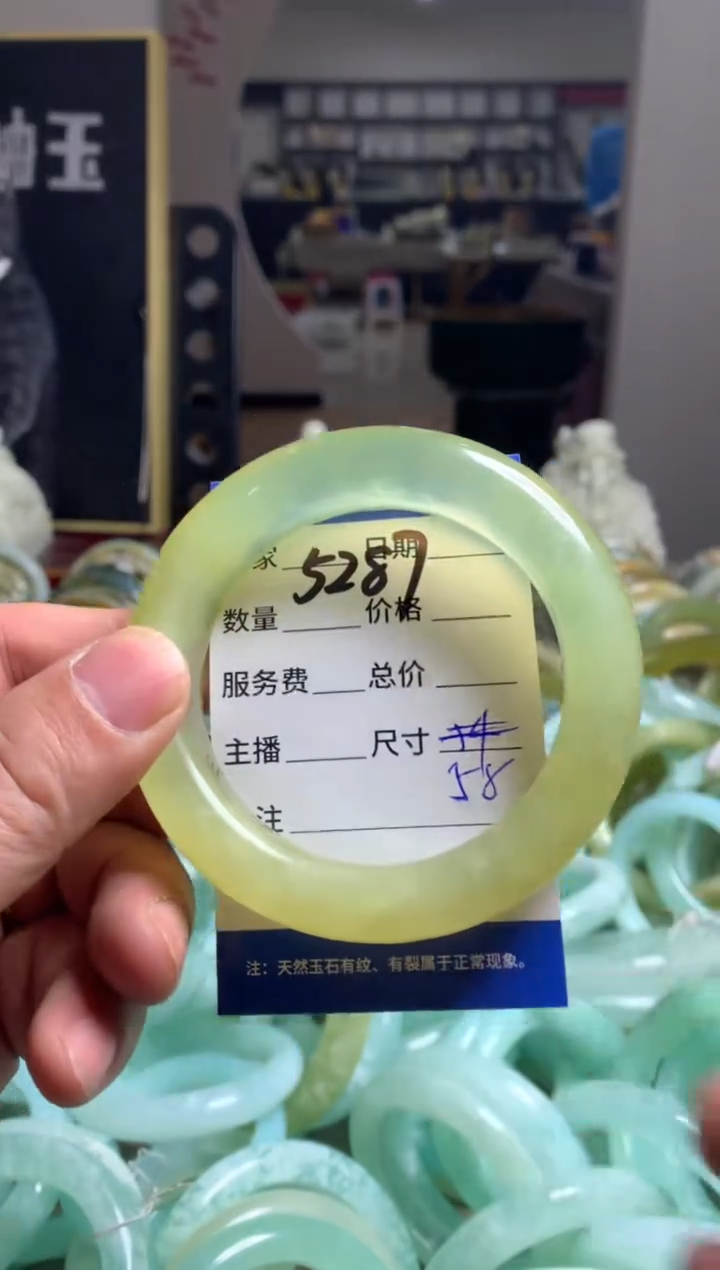 玉
家 日期
5287
数量 价格
服务费 总价
主播 尺寸
58
注
注：天然玉石有纹、有裂属于正常现象。